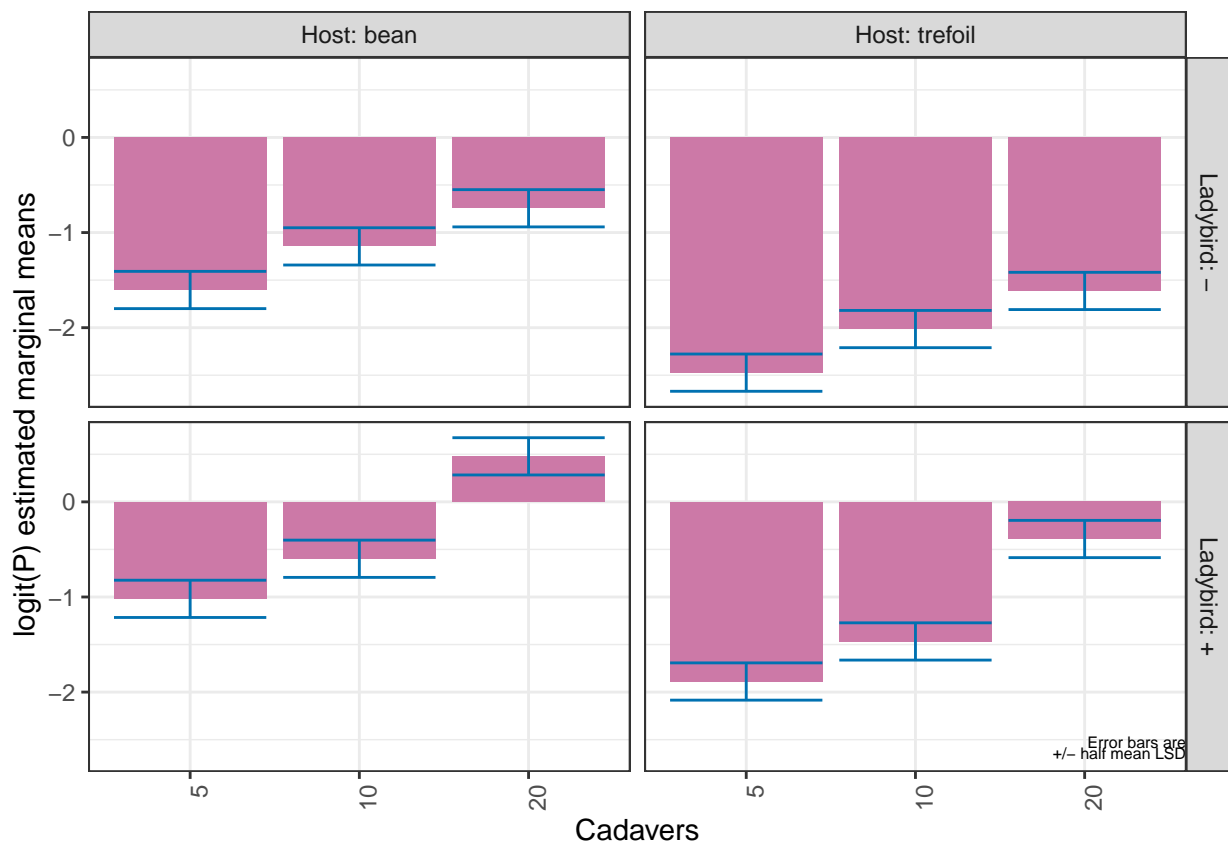 Host: bean
Host: trefoil
logit(P) estimated marginal means
0
−1
−2
Ladybird: −
0
−1
−2
Ladybird: +
Error bars are
+/− half mean LSD
5
10
20
5
10
20
Cadavers